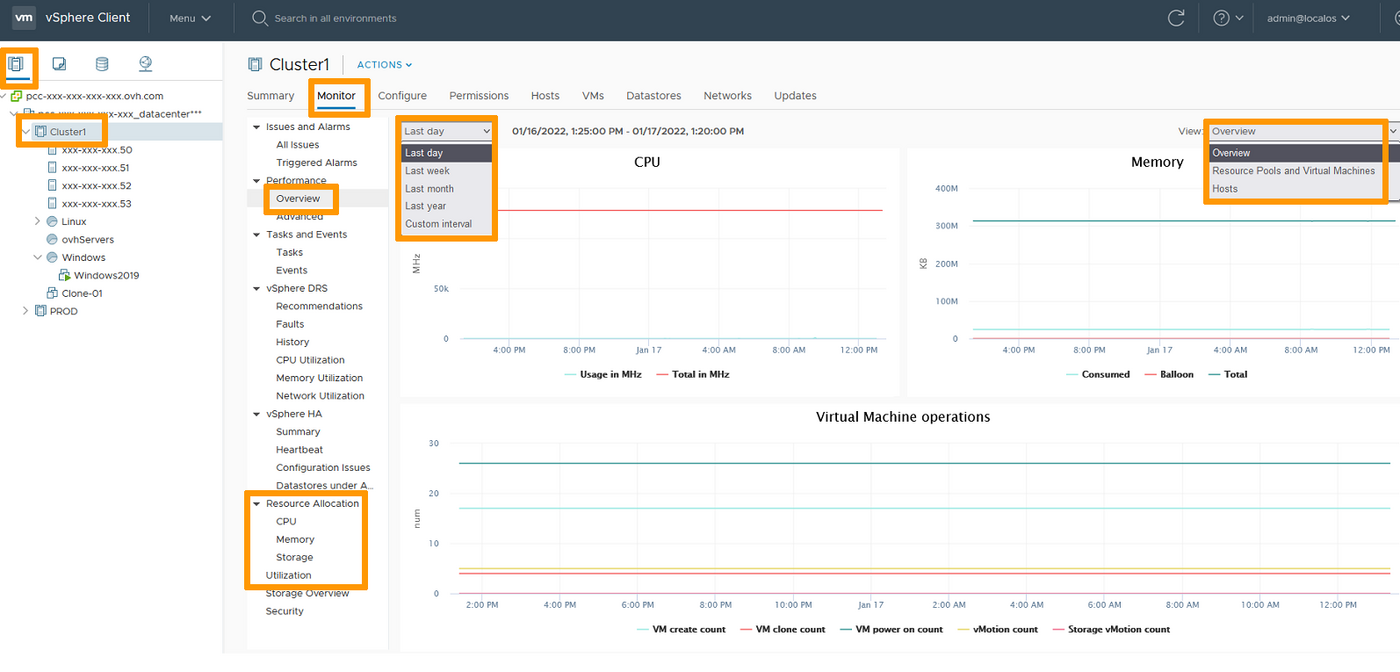 vm vSphere Client Menu Search in all environments admin@localos
pcc-xxx-xxx-xxx-xxx.ovh.com
pcc-xxx-xxx-xxx-xxx_datacenter***
Cluster1
xxx-xxx-xxx.50
xxx-xxx-xxx.51
xxx-xxx-xxx.52
xxx-xxx-xxx.53
Linux
ovhServers
Windows
Windows2019
Clone-01
PROD
Cluster1 ACTIONS
Summary Monitor Configure Permissions Hosts VMs Datastores Networks Updates
Issues and Alarms
All Issues
Triggered Alarms
Performance
Overview
Advanced
Tasks and Events
Tasks
Events
vSphere DRS
Recommendations
Faults
History
CPU Utilization
Memory Utilization
Network Utilization
vSphere HA
Summary
Heartbeat
Configuration Issues
Datastores under A...
Resource Allocation
CPU
Memory
Storage
Utilization
Storage Overview
Security
Last day 01/16/2022, 1:25:00 PM - 01/17/2022, 1:20:00 PM View: Overview
Last day
Last week
Last month
Last year
Custom interval
Overview
Resource Pools and Virtual Machines
Hosts
CPU
MHz
50k
0
4:00 PM 8:00 PM Jan 17 4:00 AM 8:00 AM 12:00 PM
Usage in MHz Total in MHz
Memory
KB
400M
300M
200M
100M
0
4:00 PM 8:00 PM Jan 17 4:00 AM 8:00 AM 12:00 PM
Consumed Balloon Total
Virtual Machine operations
num
30
20
10
0
2:00 PM 4:00 PM 6:00 PM 8:00 PM 10:00 PM Jan 17 2:00 AM 4:00 AM 6:00 AM 8:00 AM 10:00 AM 12:00 PM
VM create count VM clone count VM power on count vMotion count Storage vMotion count